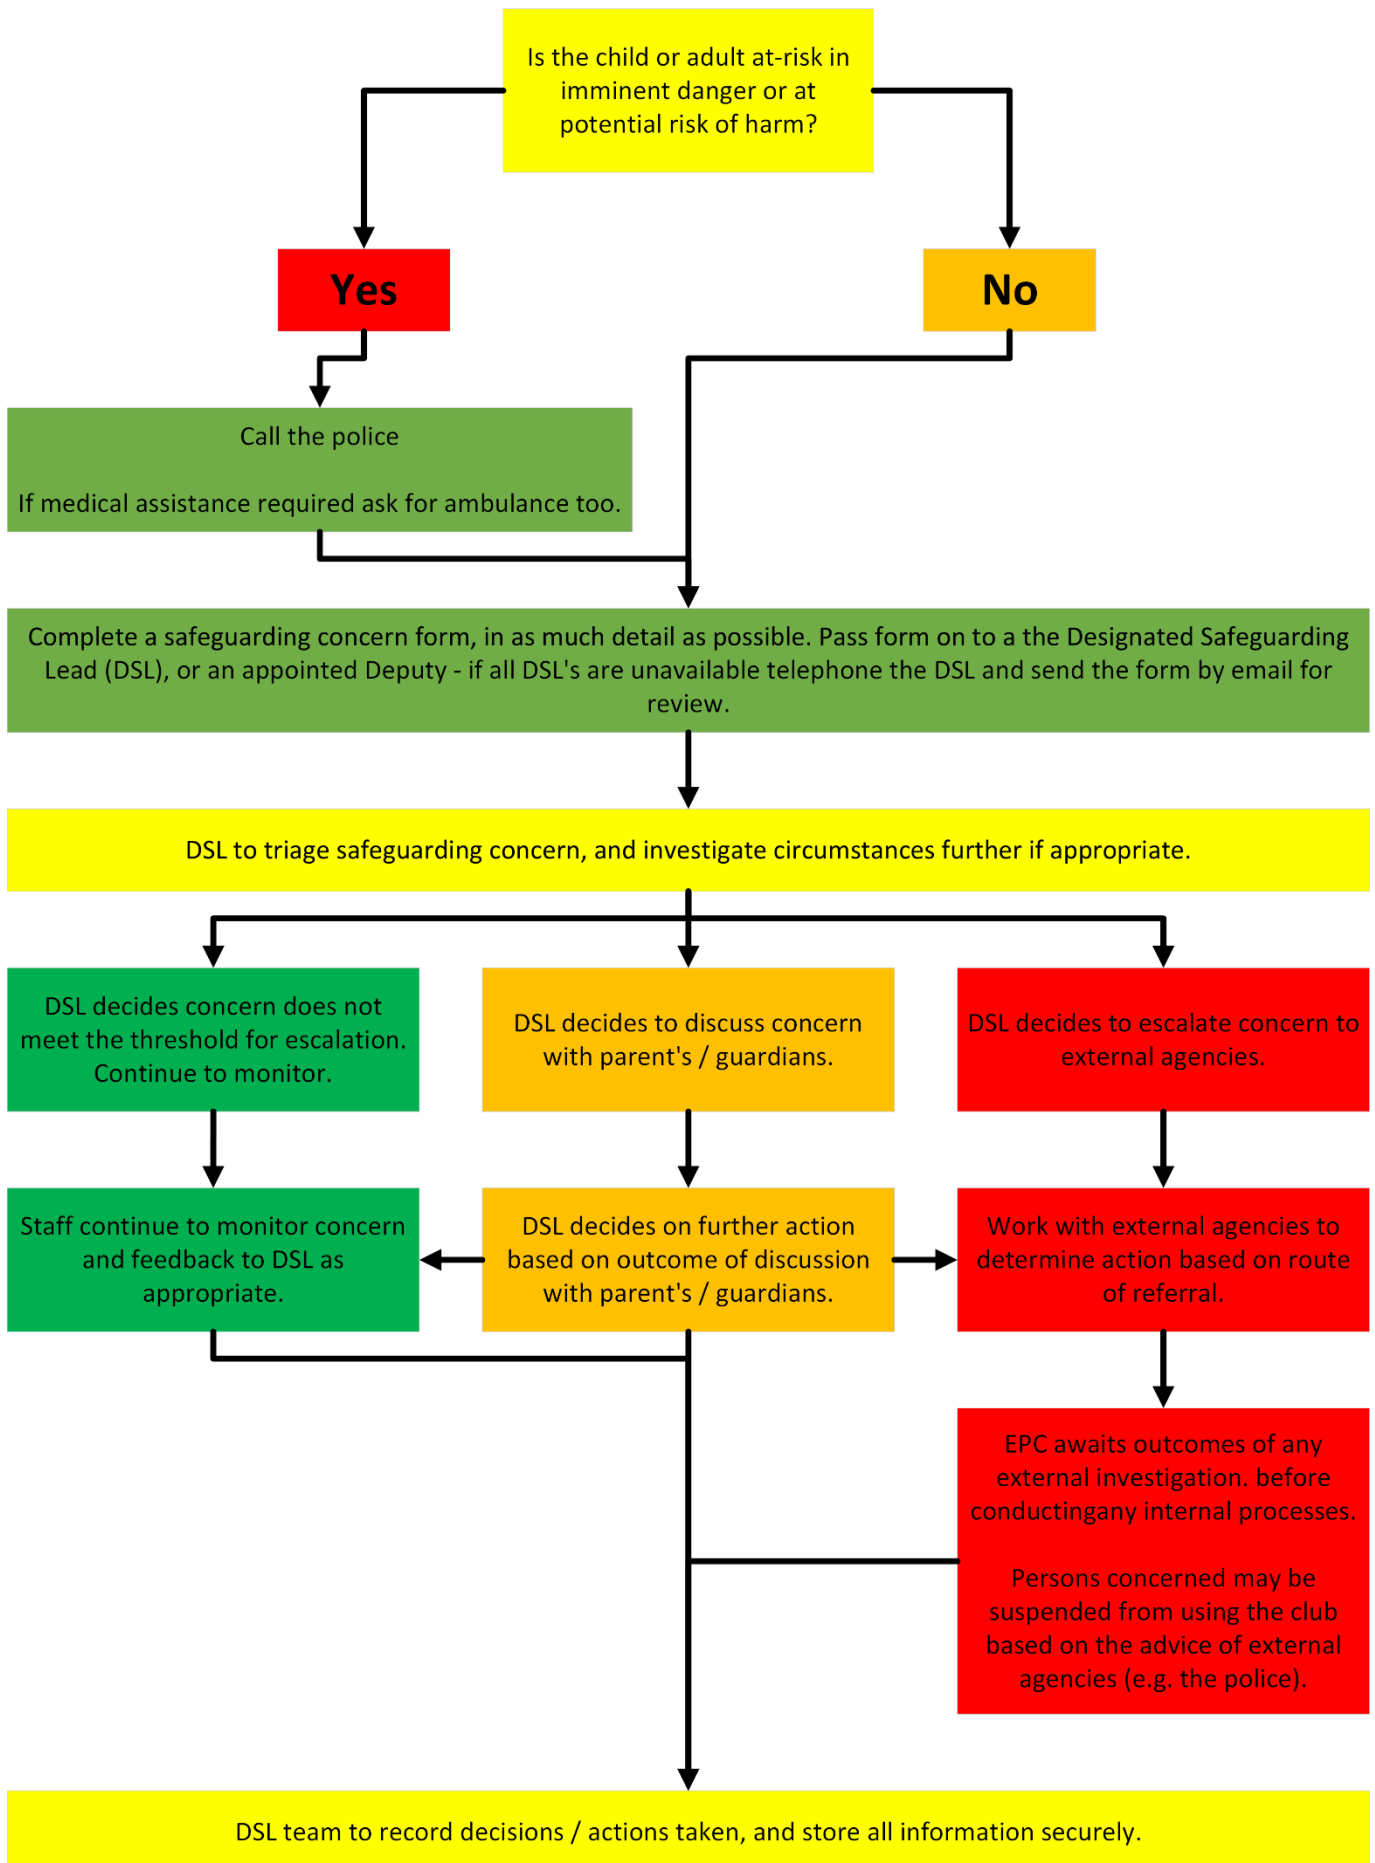 Is the child or adult at-risk in
imminent danger or at
potential risk of harm?
Yes
No
Call the police
If medical assistance required ask for ambulance too.
Complete a safeguarding concern form, in as much detail as possible. Pass form on to a the Designated Safeguarding
Lead (DSL), or an appointed Deputy - if all DSL's are unavailable telephone the DSL and send the form by email for
review.
DSL to triage safeguarding concern, and investigate circumstances further if appropriate.
DSL decides concern does not
meet the threshold for escalation.
Continue to monitor.
DSL decides to discuss concern
with parent's / guardians.
DSL decides to escalate concern to
external agencies.
Staff continue to monitor concern
and feedback to DSL as
appropriate.
DSL decides on further action
based on outcome of discussion
with parent's / guardians.
Work with external agencies to
determine action based on route
of referral.
EPC awaits outcomes of any
external investigation. before
conductingany internal processes.
Persons concerned may be
suspended from using the club
based on the advice of external
agencies (e.g. the police).
DSL team to record decisions / actions taken, and store all information securely.